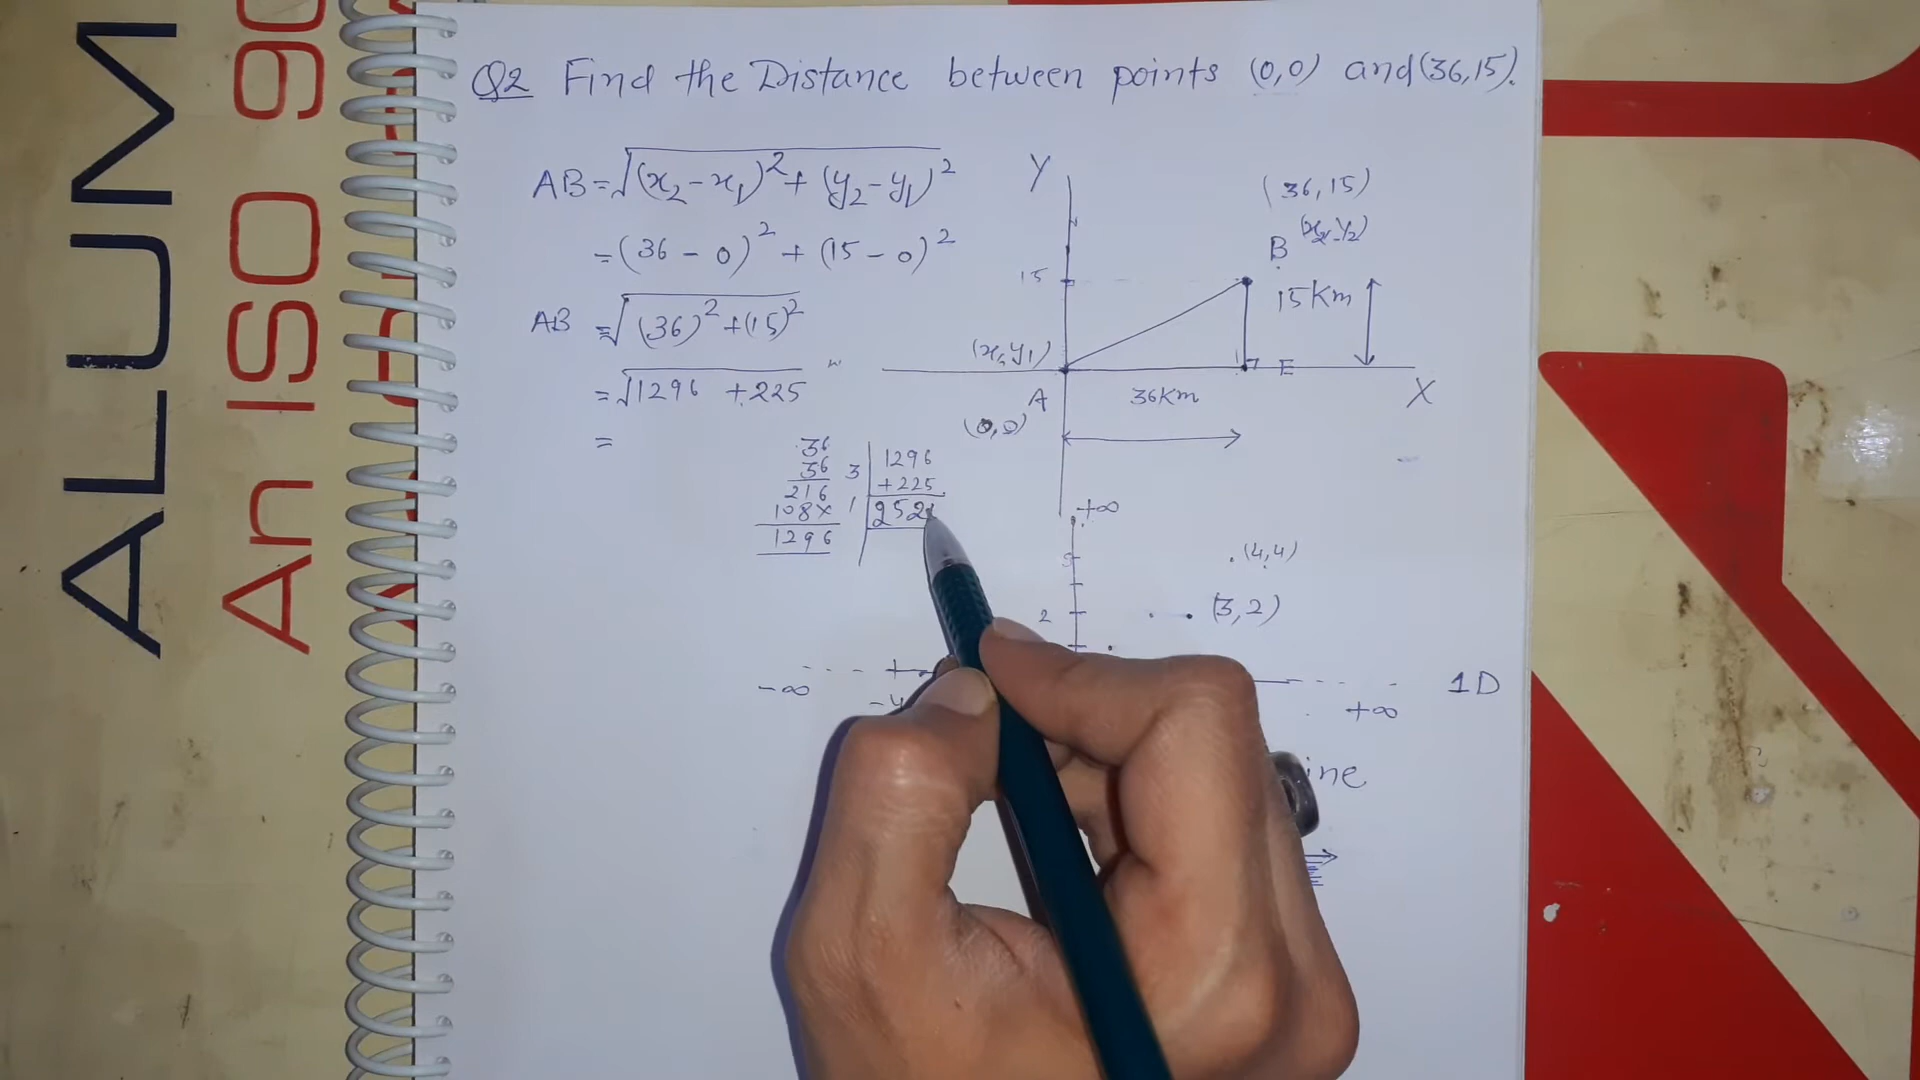 ALUM
An ISO 90
Q2 Find the Distance between points (0,0) and (36,15).
AB = √(x₂-x₁)² + (y₂-y₁)²
= (36 - 0)² + (15 - 0)²
AB = √(36)² + (15)²
= √1296 + 225
=
36
36
216
108x
1296
3
1
1296
+225
2521
Y
(36,15)
(x₂,y₂)
B
15
15Km
(x,y₁)
E
A
36Km
X
(0,0)
+∞
(4,4)
2
(3,2)
-∞
-4
+∞
1D
ine